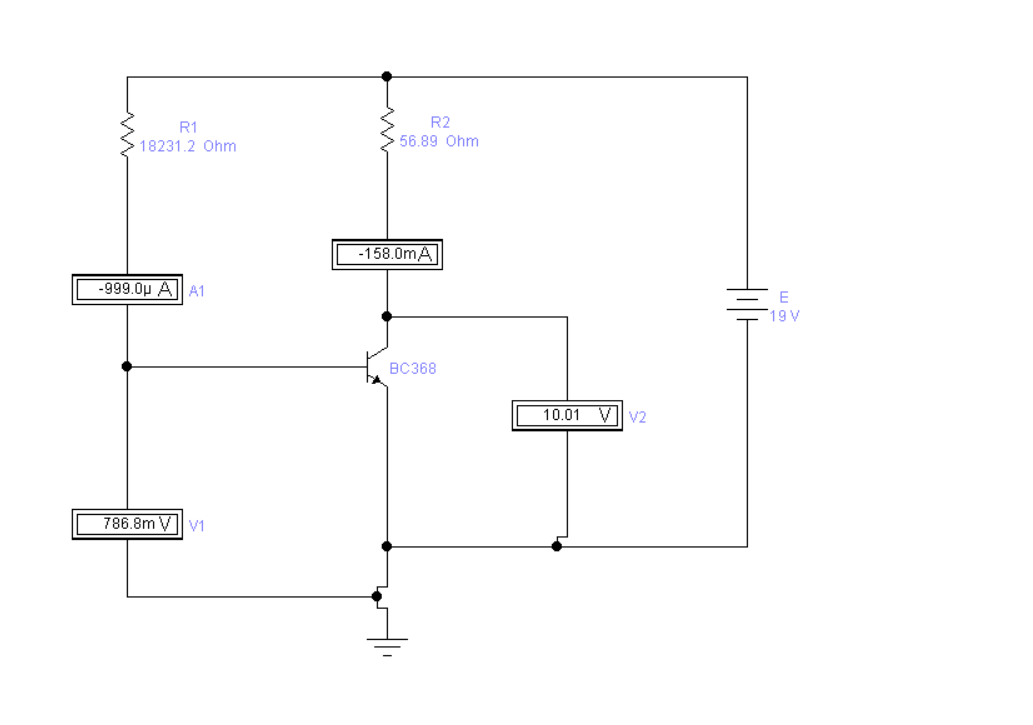 R1
18231.2 Ohm
R2
56.89 Ohm
-158.0m A
-999.0µ A
A1
E
19 V
BC368
10.01 V
V2
786.8m V
V1